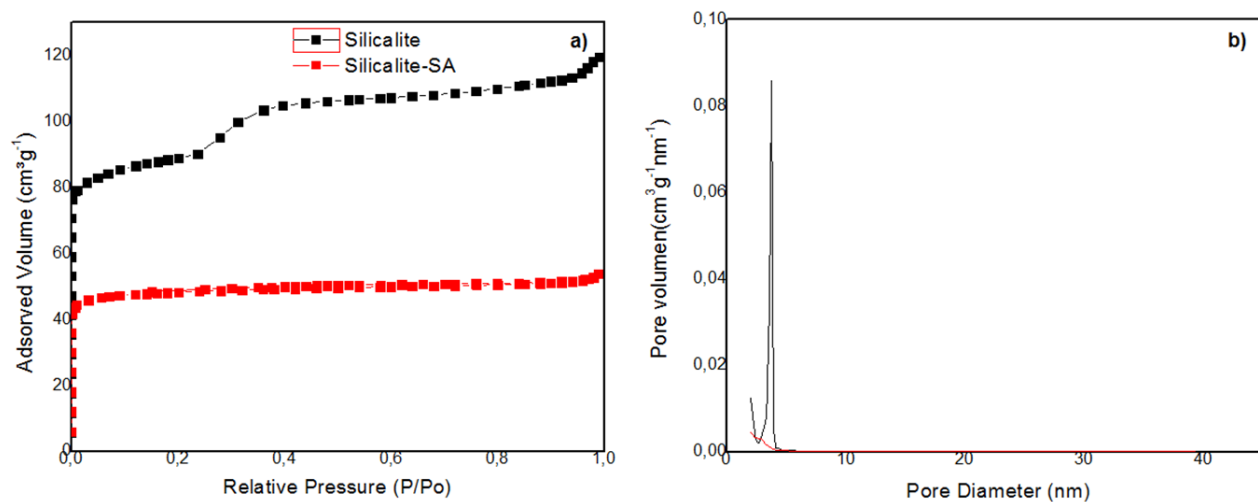 a)
Silicalite
Silicalite-SA
120
100
80
60
40
20
0
0,0 0,2 0,4 0,6 0,8 1,0
Adsorved Volume (cm³g⁻¹)
Relative Pressure (P/Po)
b)
0,10
0,08
0,06
0,04
0,02
0,00
0 10 20 30 40
Pore volumen(cm³g⁻¹nm⁻¹)
Pore Diameter (nm)